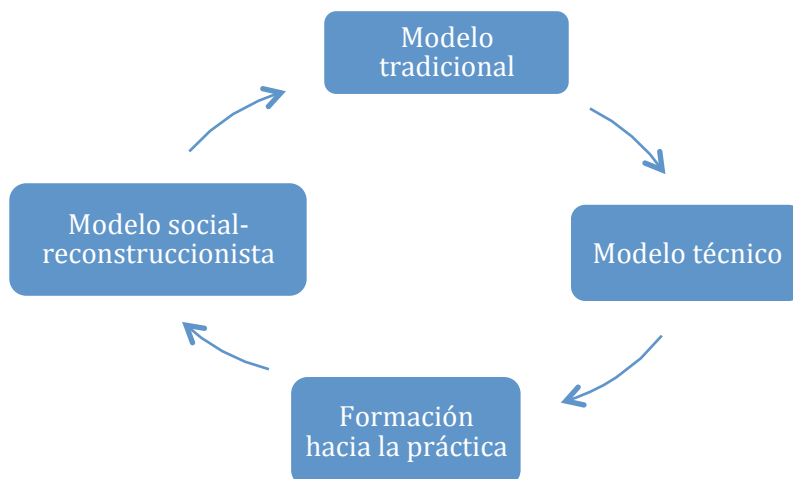 Modelo
tradicional
Modelo técnico
Formación
hacia la práctica
Modelo social-
reconstruccionista